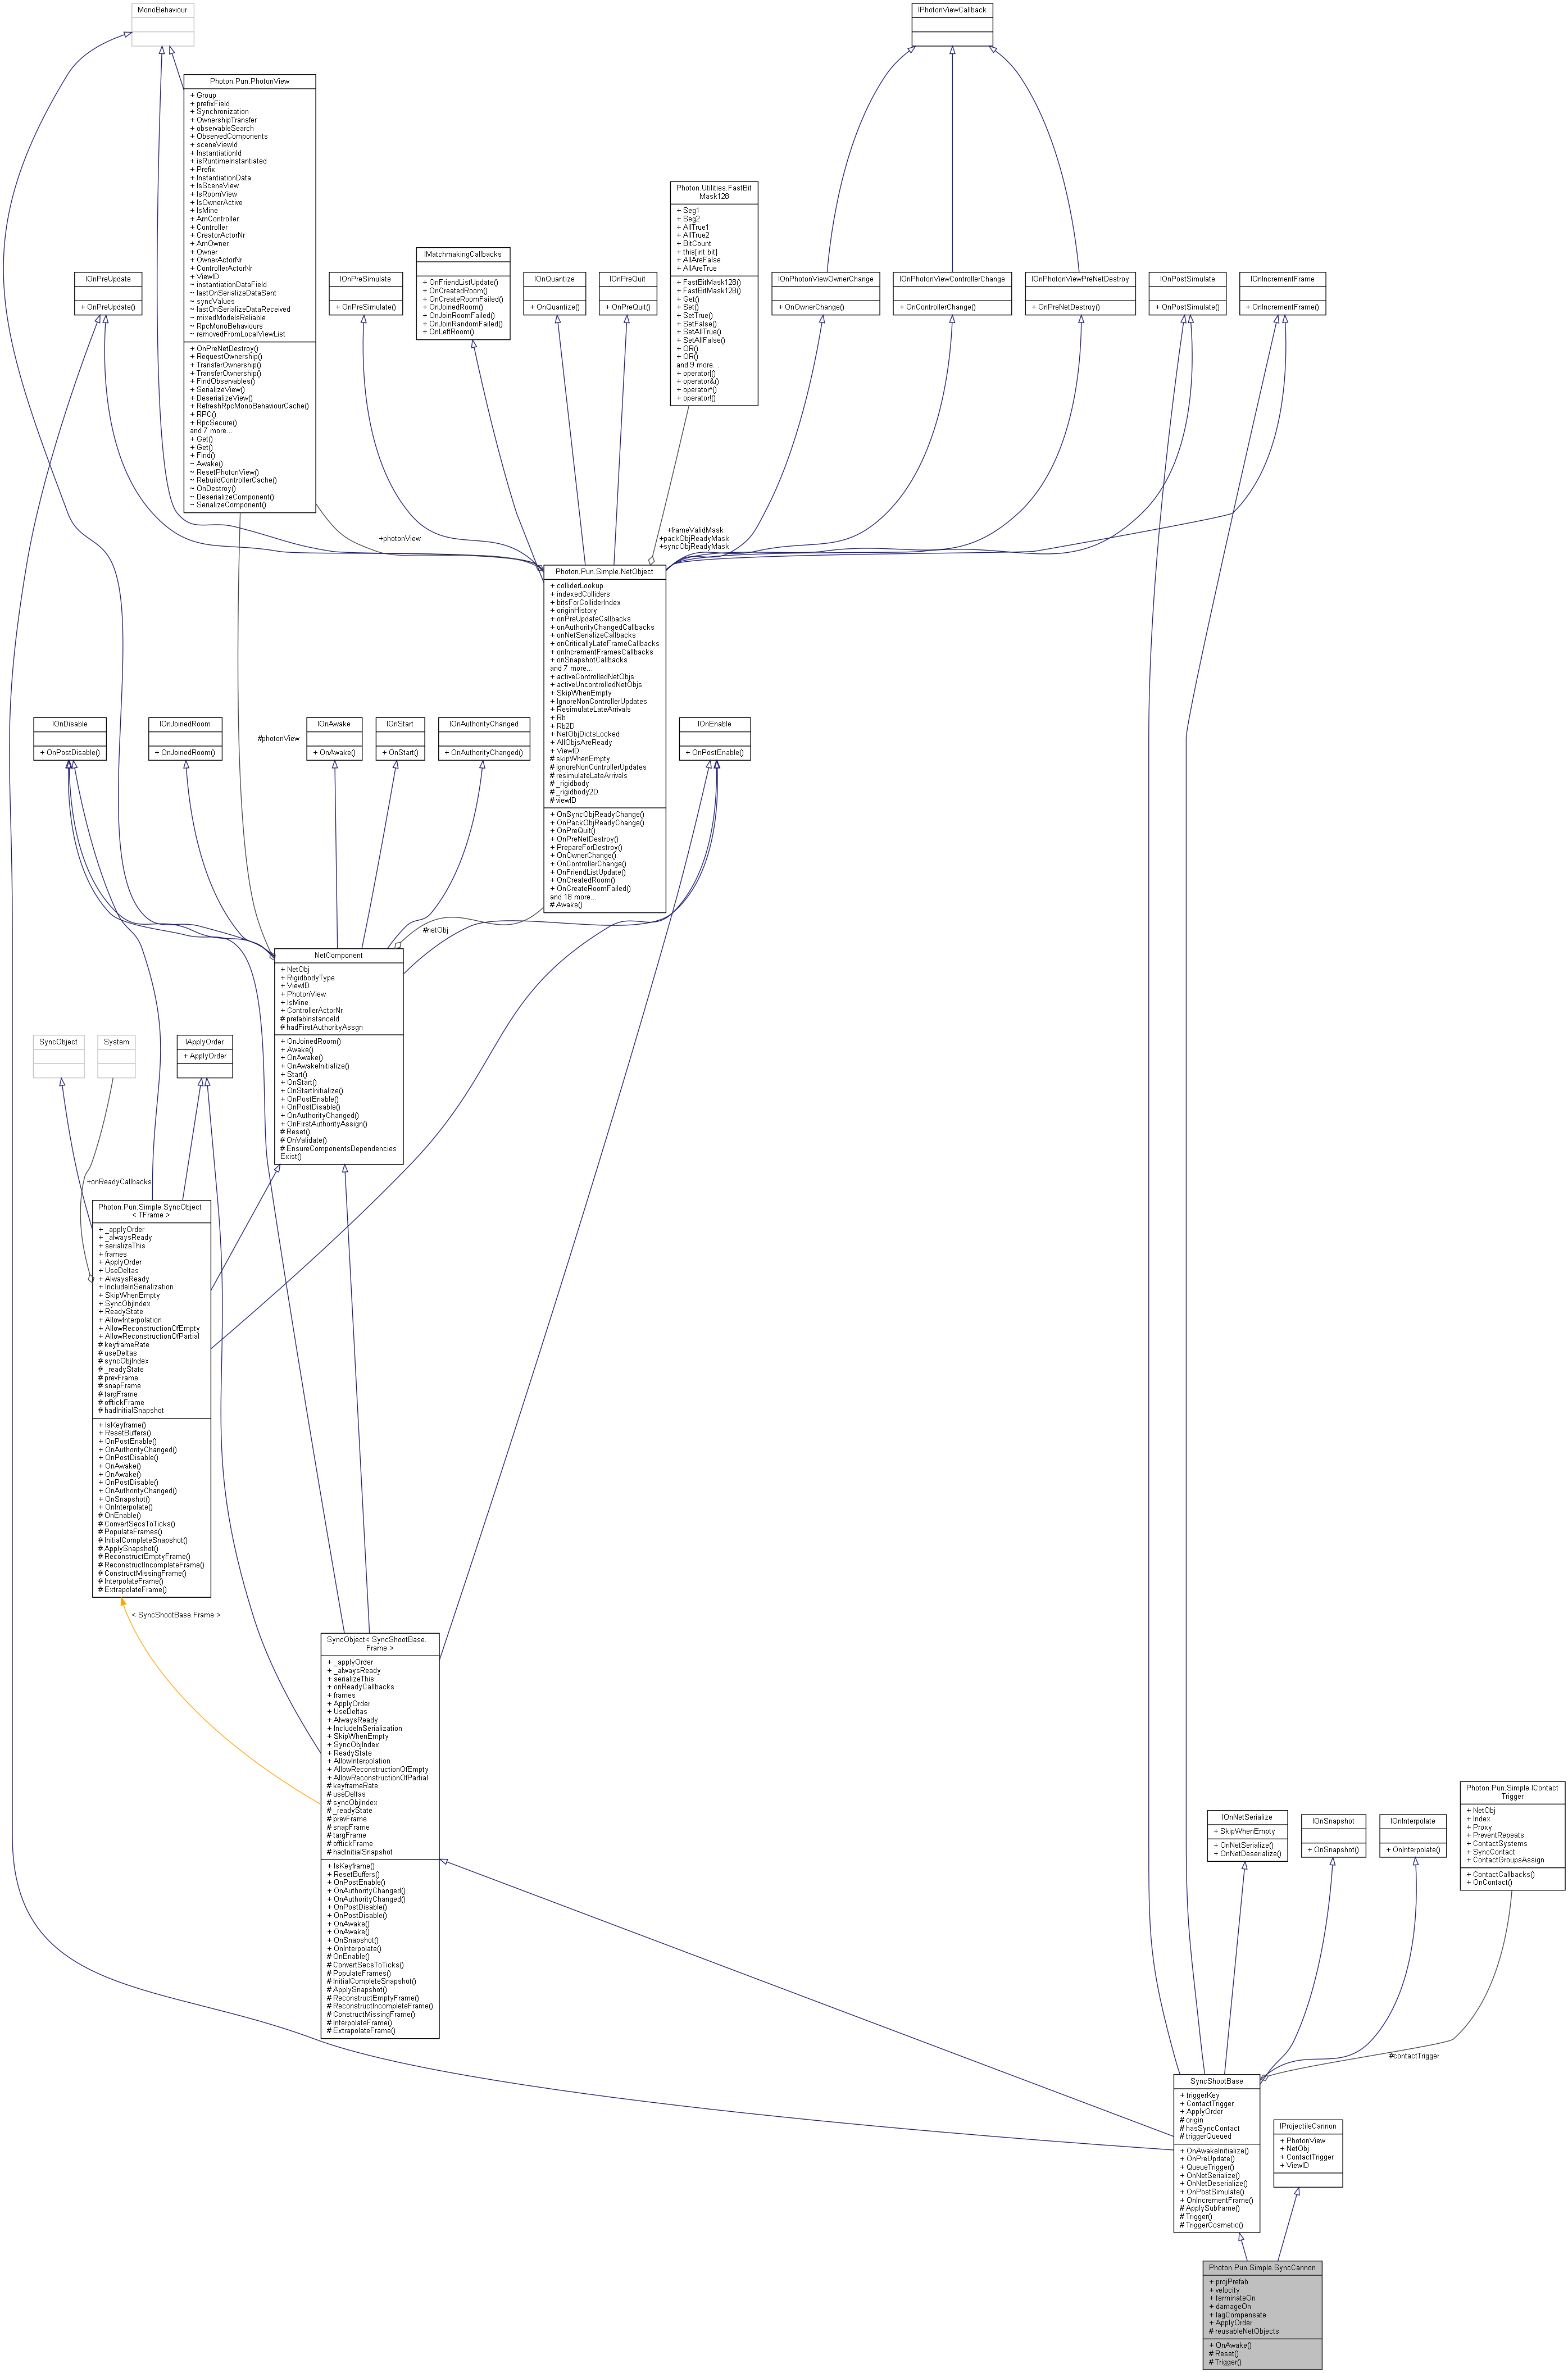 MonoBehaviour
IPhotonViewCallback
Photon.Pun.PhotonView
+ Group
+ prefixField
+ Synchronization
+ OwnershipTransfer
+ observableSearch
+ ObservedComponents
+ sceneViewId
+ InstantiationId
+ isRuntimeInstantiated
+ Prefix
+ InstantiationData
+ IsSceneView
+ IsRoomView
+ IsOwnerActive
+ IsMine
+ AmController
+ Controller
+ CreatorActorNr
+ AmOwner
+ Owner
+ OwnerActorNr
+ ControllerActorNr
+ ViewID
~ instantiationDataField
~ lastOnSerializeDataSent
~ syncValues
~ lastOnSerializeDataReceived
~ mixedModeIsReliable
~ RpcMonoBehaviours
~ removedFromLocalViewList
+ OnPreNetDestroy()
+ RequestOwnership()
+ TransferOwnership()
+ TransferOwnership()
+ FindObservables()
+ SerializeView()
+ DeserializeView()
+ RefreshRpcMonoBehaviourCache()
+ RPC()
+ RpcSecure()
and 7 more...
+ Get()
+ Get()
+ Find()
~ Awake()
~ ResetPhotonView()
~ RebuildControllerCache()
~ OnDestroy()
~ DeserializeComponent()
~ SerializeComponent()
Photon.Utilities.FastBit
Mask128
+ Seg1
+ Seg2
+ AllTrue1
+ AllTrue2
+ BitCount
+ this[int bit]
+ AllAreFalse
+ AllAreTrue
+ FastBitMask128()
+ FastBitMask128()
+ Get()
+ Set()
+ SetTrue()
+ SetFalse()
+ SetAllTrue()
+ SetAllFalse()
+ OR()
+ OR()
and 9 more...
+ operator|()
+ operator&()
+ operator^()
+ operator!()
IMatchmakingCallbacks
+ OnFriendListUpdate()
+ OnCreatedRoom()
+ OnCreateRoomFailed()
+ OnJoinedRoom()
+ OnJoinRoomFailed()
+ OnJoinRandomFailed()
+ OnLeftRoom()
IOnPreUpdate
+ OnPreUpdate()
IOnPreSimulate
+ OnPreSimulate()
IOnQuantize
+ OnQuantize()
IOnPreQuit
+ OnPreQuit()
IOnPhotonViewOwnerChange
+ OnOwnerChange()
IOnPhotonViewControllerChange
+ OnControllerChange()
IOnPhotonViewPreNetDestroy
+ OnPreNetDestroy()
IOnPostSimulate
+ OnPostSimulate()
IOnIncrementFrame
+ OnIncrementFrame()
+photonView
+frameValidMask
+packObjReadyMask
+syncObjReadyMask
Photon.Pun.Simple.NetObject
+ colliderLookup
+ indexedColliders
+ bitsForColliderIndex
+ originHistory
+ onPreUpdateCallbacks
+ onAuthorityChangedCallbacks
+ onNetSerializeCallbacks
+ onCriticallyLateFrameCallbacks
+ onIncrementFramesCallbacks
+ onSnapshotCallbacks
and 7 more...
+ activeControlledNetObjs
+ activeUncontrolledNetObjs
+ SkipWhenEmpty
+ IgnoreNonControllerUpdates
+ ResimulateLateArrivals
+ Rb
+ Rb2D
+ NetObjDictsLocked
+ AllObjsAreReady
+ ViewID
# skipWhenEmpty
# ignoreNonControllerUpdates
# resimulateLateArrivals
# _rigidbody
# _rigidbody2D
# viewID
+ OnSyncObjReadyChange()
+ OnPackObjReadyChange()
+ OnPreQuit()
+ OnPreNetDestroy()
+ PrepareForDestroy()
+ OnOwnerChange()
+ OnControllerChange()
+ OnFriendListUpdate()
+ OnCreatedRoom()
+ OnCreateRoomFailed()
and 18 more...
# Awake()
IOnDisable
+ OnPostDisable()
IOnJoinedRoom
+ OnJoinedRoom()
#photonView
IOnAwake
+ OnAwake()
IOnStart
+ OnStart()
IOnAuthorityChanged
+ OnAuthorityChanged()
IOnEnable
+ OnPostEnable()
#netObj
NetComponent
+ NetObj
+ RigidbodyType
+ ViewID
+ PhotonView
+ IsMine
+ ControllerActorNr
# prefabInstanceId
# hadFirstAuthorityAssgn
+ OnJoinedRoom()
+ Awake()
+ OnAwake()
+ OnAwakeInitialize()
+ Start()
+ OnStart()
+ OnStartInitialize()
+ OnPostEnable()
+ OnPostDisable()
+ OnAuthorityChanged()
+ OnFirstAuthorityAssign()
# Reset()
# OnValidate()
# EnsureComponentsDependencies
Exist()
SyncObject
System
IApplyOrder
+ ApplyOrder
+onReadyCallbacks
Photon.Pun.Simple.SyncObject
< TFrame >
+ _applyOrder
+ _alwaysReady
+ serializeThis
+ frames
+ ApplyOrder
+ UseDeltas
+ AlwaysReady
+ IncludeInSerialization
+ SkipWhenEmpty
+ SyncObjIndex
+ ReadyState
+ AllowInterpolation
+ AllowReconstructionOfEmpty
+ AllowReconstructionOfPartial
# keyframeRate
# useDeltas
# syncObjIndex
# _readyState
# prevFrame
# snapFrame
# targFrame
# offtickFrame
# hadInitialSnapshot
+ IsKeyframe()
+ ResetBuffers()
+ OnPostEnable()
+ OnAuthorityChanged()
+ OnPostDisable()
+ OnAwake()
+ OnAwake()
+ OnPostDisable()
+ OnAuthorityChanged()
+ OnSnapshot()
+ OnInterpolate()
# OnEnable()
# ConvertSecsToTicks()
# PopulateFrames()
# InitialCompleteSnapshot()
# ApplySnapshot()
# ReconstructEmptyFrame()
# ReconstructIncompleteFrame()
# ConstructMissingFrame()
# InterpolateFrame()
# ExtrapolateFrame()
< SyncShootBase.Frame >
SyncObject< SyncShootBase.
Frame >
+ _applyOrder
+ _alwaysReady
+ serializeThis
+ onReadyCallbacks
+ frames
+ ApplyOrder
+ UseDeltas
+ AlwaysReady
+ IncludeInSerialization
+ SkipWhenEmpty
+ SyncObjIndex
+ ReadyState
+ AllowInterpolation
+ AllowReconstructionOfEmpty
+ AllowReconstructionOfPartial
# keyframeRate
# useDeltas
# syncObjIndex
# _readyState
# prevFrame
# snapFrame
# targFrame
# offtickFrame
# hadInitialSnapshot
+ IsKeyframe()
+ ResetBuffers()
+ OnPostEnable()
+ OnAuthorityChanged()
+ OnAuthorityChanged()
+ OnPostDisable()
+ OnPostDisable()
+ OnAwake()
+ OnAwake()
+ OnSnapshot()
+ OnInterpolate()
# OnEnable()
# ConvertSecsToTicks()
# PopulateFrames()
# InitialCompleteSnapshot()
# ApplySnapshot()
# ReconstructEmptyFrame()
# ReconstructIncompleteFrame()
# ConstructMissingFrame()
# InterpolateFrame()
# ExtrapolateFrame()
IOnNetSerialize
+ SkipWhenEmpty
+ OnNetSerialize()
+ OnNetDeserialize()
IOnSnapshot
+ OnSnapshot()
IOnInterpolate
+ OnInterpolate()
Photon.Pun.Simple.IContact
Trigger
+ NetObj
+ Index
+ Proxy
+ PreventRepeats
+ ContactSystems
+ SyncContact
+ ContactGroupsAssign
+ ContactCallbacks()
+ OnContact()
#contactTrigger
SyncShootBase
+ triggerKey
+ ContactTrigger
+ ApplyOrder
# origin
# hasSyncContact
# triggerQueued
+ OnAwakeInitialize()
+ OnPreUpdate()
+ QueueTrigger()
+ OnNetSerialize()
+ OnNetDeserialize()
+ OnPostSimulate()
+ OnIncrementFrame()
# ApplySubframe()
# Trigger()
# TriggerCosmetic()
IProjectileCannon
+ PhotonView
+ NetObj
+ ContactTrigger
+ ViewID
Photon.Pun.Simple.SyncCannon
+ projPrefab
+ velocity
+ terminateOn
+ damageOn
+ lagCompensate
+ ApplyOrder
# reusableNetObjects
+ OnAwake()
# Reset()
# Trigger()